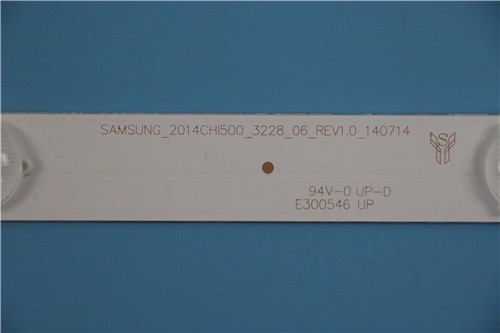 SAMSUNG_2014CHI500_3228_06_REV1.0_140714
94V-0 UP-D
E300546 UP